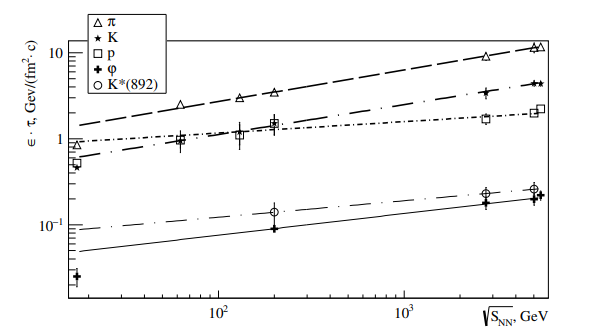 π
K
p
φ
K*(892)
ϵ · τ, Gev/(fm²· c)
10
1
10⁻¹
10² 10³
√S_NN, GeV